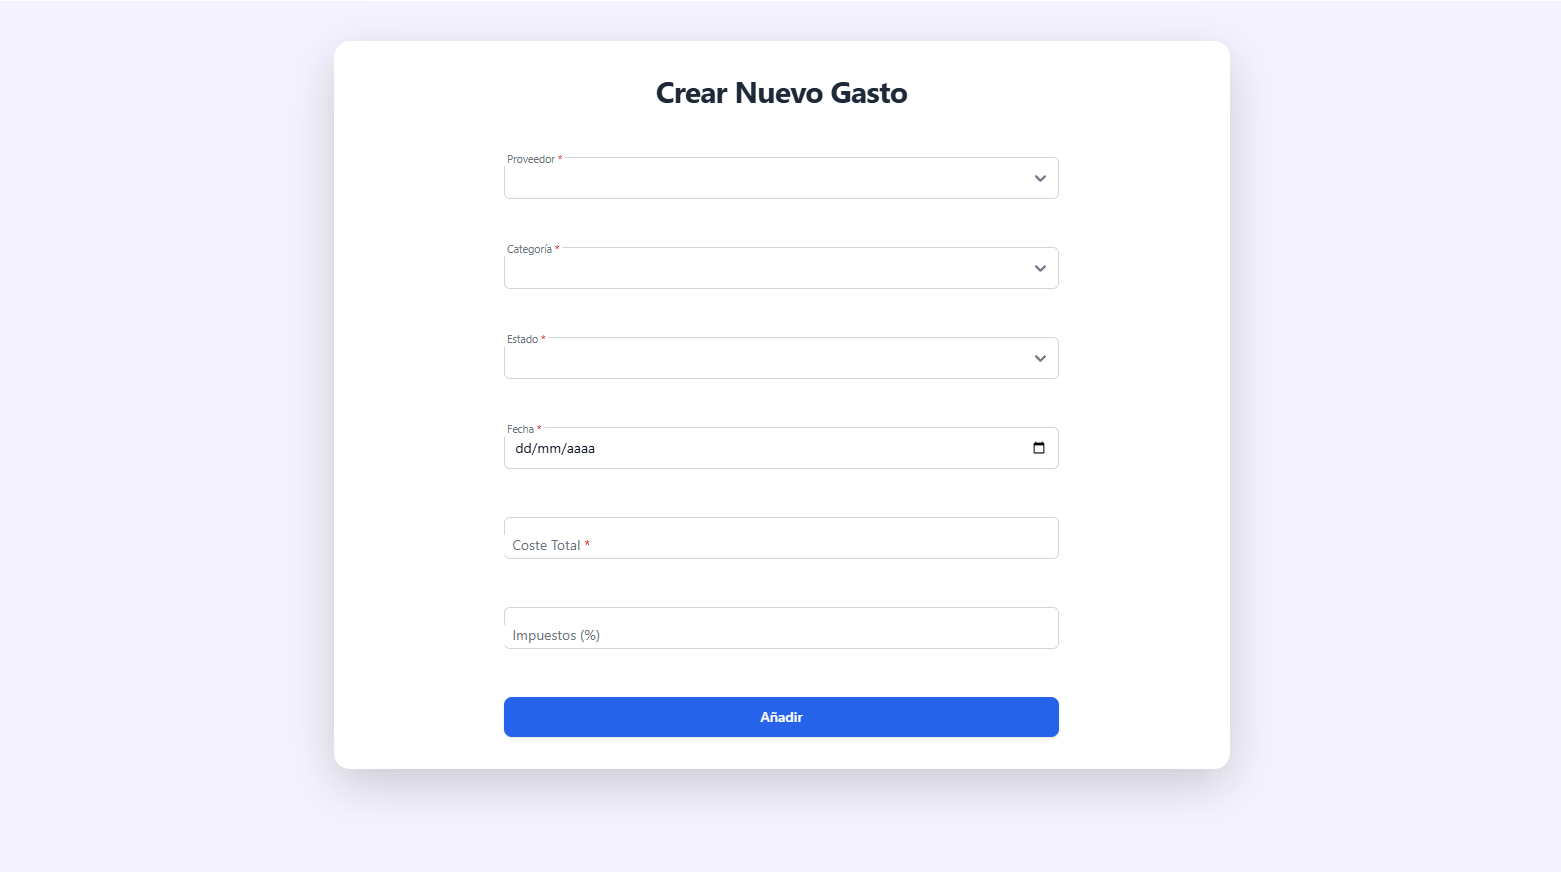 Crear Nuevo Gasto
Proveedor *
Categoría *
Estado *
Fecha *
dd/mm/aaaa
Coste Total *
Impuestos (%)
Añadir